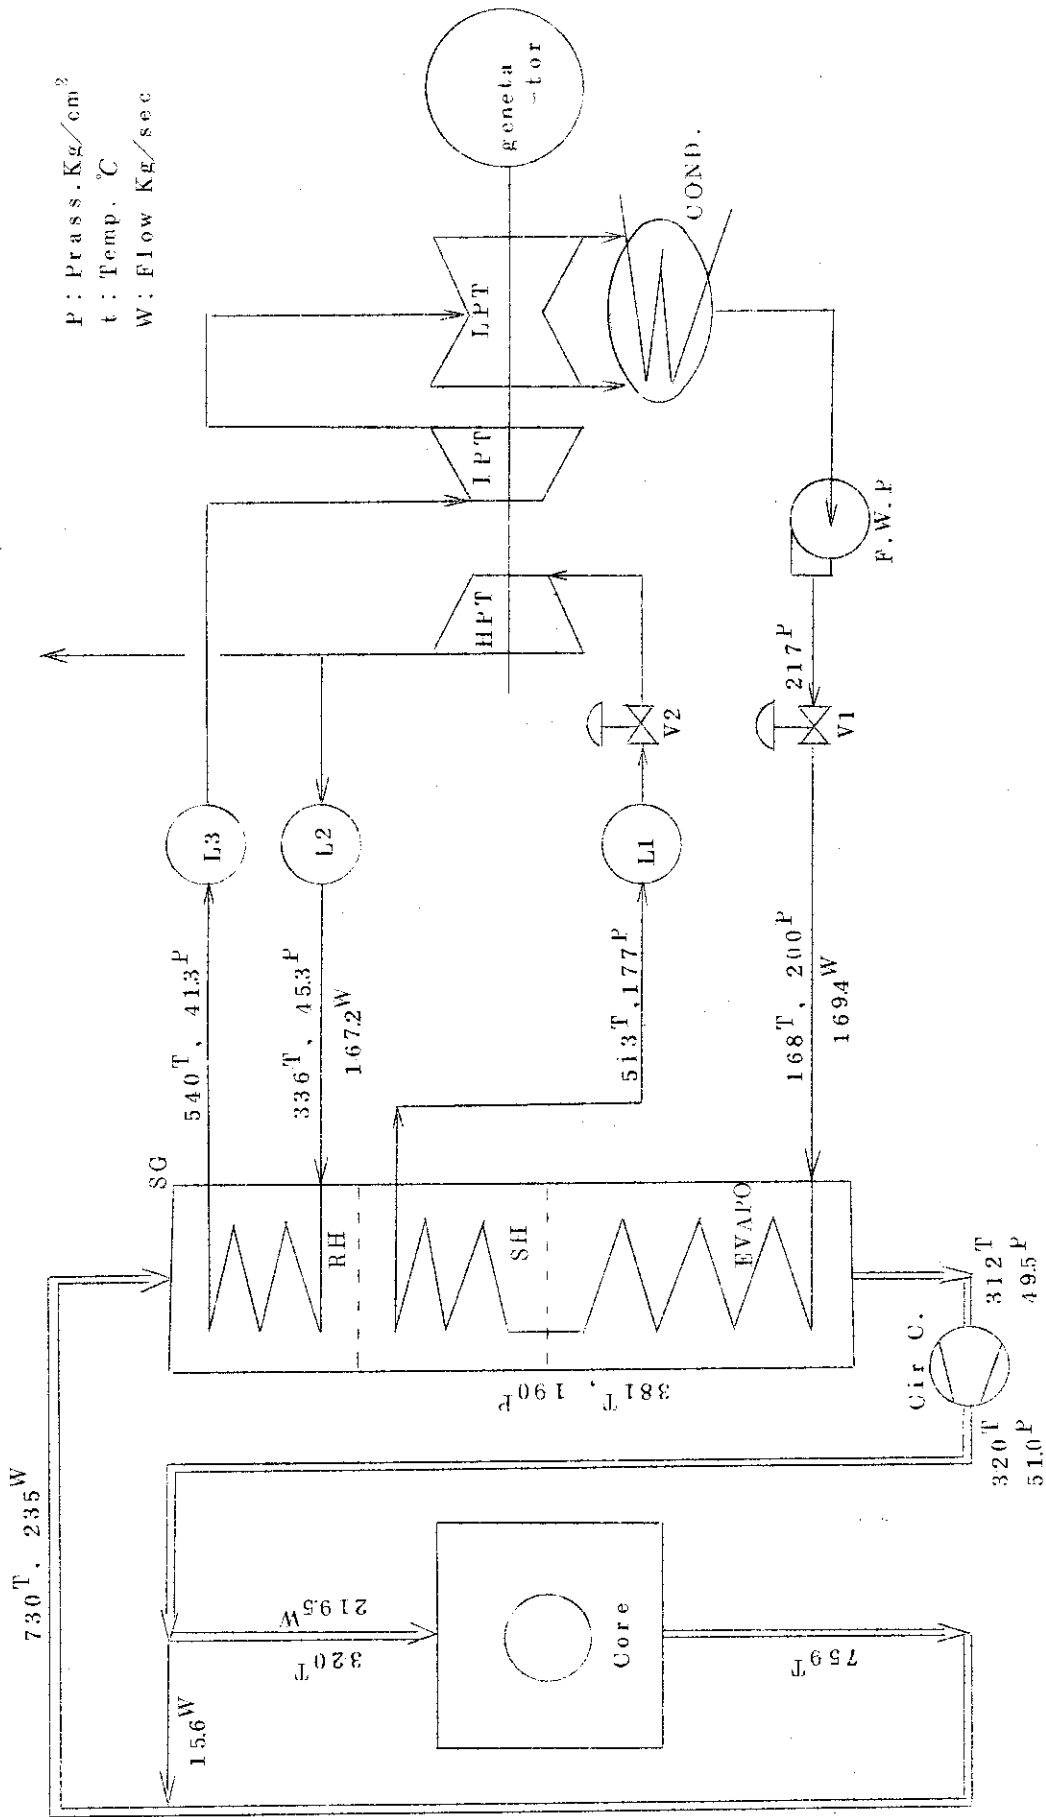 P : Prass. Kg/cm²
t : Temp. ℃
W : Flow Kg/sec
geneta
-tor
LPT
IPT
HPT
COND.
F.W.P
217ᴾ
V1
V2
L3
L2
L1
540ᵀ, 41.3ᴾ
336ᵀ, 45.3ᴾ
167.2ᵂ
513ᵀ, 177ᴾ
168ᵀ, 200ᴾ
169.4ᵂ
SG
RH
SH
EVAPO
381ᵀ, 190ᴾ
312ᵀ
49.5ᴾ
Cir C.
320ᵀ
51.0ᴾ
730ᵀ, 235ᵂ
15.6ᵂ
219.5ᵂ
320ᵀ
Core
759ᵀ